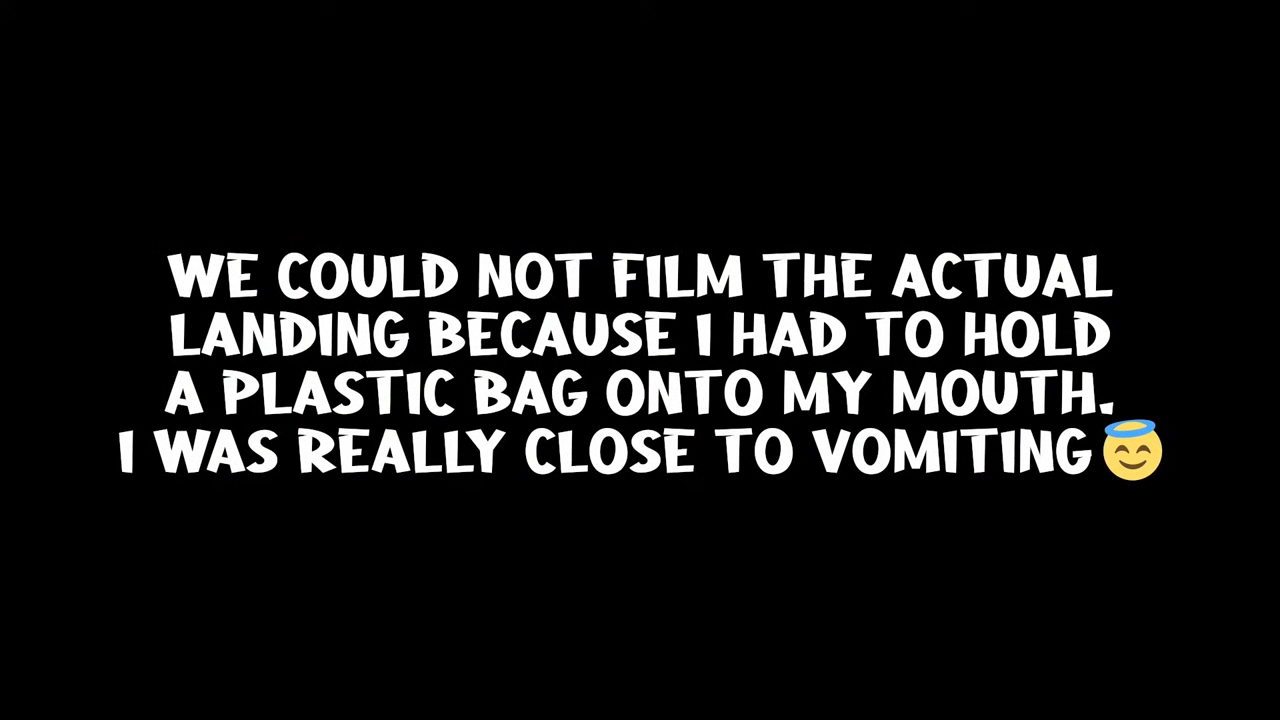 WE COULD NOT FILM THE ACTUAL
LANDING BECAUSE I HAD TO HOLD
A PLASTIC BAG ONTO MY MOUTH.
I WAS REALLY CLOSE TO VOMITING😇